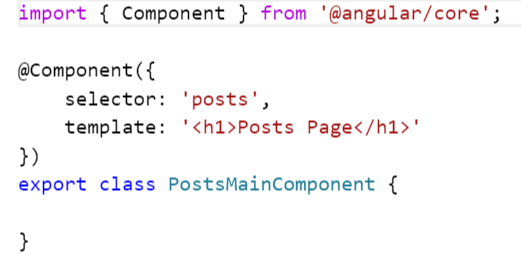 import { Component } from '@angular/core';
@Component({
    selector: 'posts',
    template: '<h1>Posts Page</h1>'
})
export class PostsMainComponent {
}